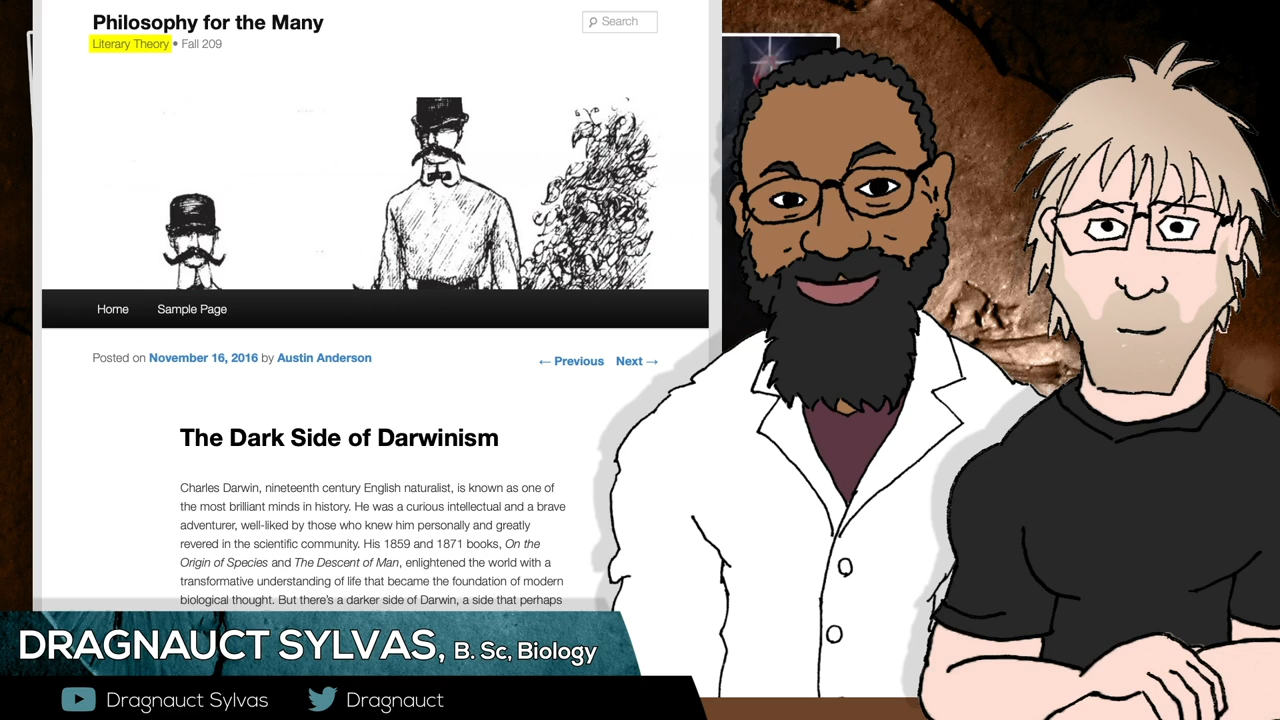 Philosophy for the Many
Search
Literary Theory • Fall 209
Home Sample Page
Posted on November 16, 2016 by Austin Anderson
← Previous Next →
The Dark Side of Darwinism
Charles Darwin, nineteenth century English naturalist, is known as one of
the most brilliant minds in history. He was a curious intellectual and a brave
adventurer, well-liked by those who knew him personally and greatly
revered in the scientific community. His 1859 and 1871 books, On the
Origin of Species and The Descent of Man, enlightened the world with a
transformative understanding of life that became the foundation of modern
biological thought. But there's a darker side of Darwin, a side that perhaps
DRAGNAUCT SYLVAS, B. Sc, Biology
Dragnauct Sylvas Dragnauct